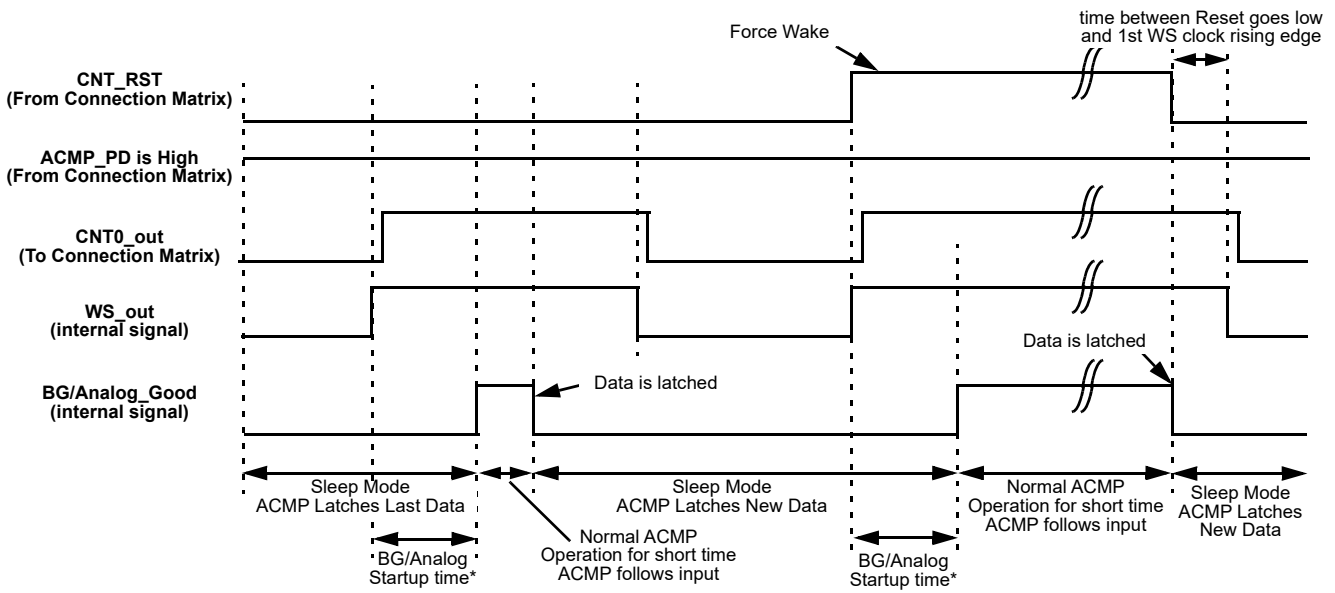 time between Reset goes low
and 1st WS clock rising edge
Force Wake
CNT_RST
(From Connection Matrix)
ACMP_PD is High
(From Connection Matrix)
CNT0_out
(To Connection Matrix)
WS_out
(internal signal)
Data is latched
BG/Analog_Good
(internal signal)
Data is latched
Sleep Mode
ACMP Latches Last Data
Sleep Mode
ACMP Latches New Data
Normal ACMP
Operation for short time
ACMP follows input
Sleep Mode
ACMP Latches
New Data
BG/Analog
Startup time*
Normal ACMP
Operation for short time
ACMP follows input
BG/Analog
Startup time*